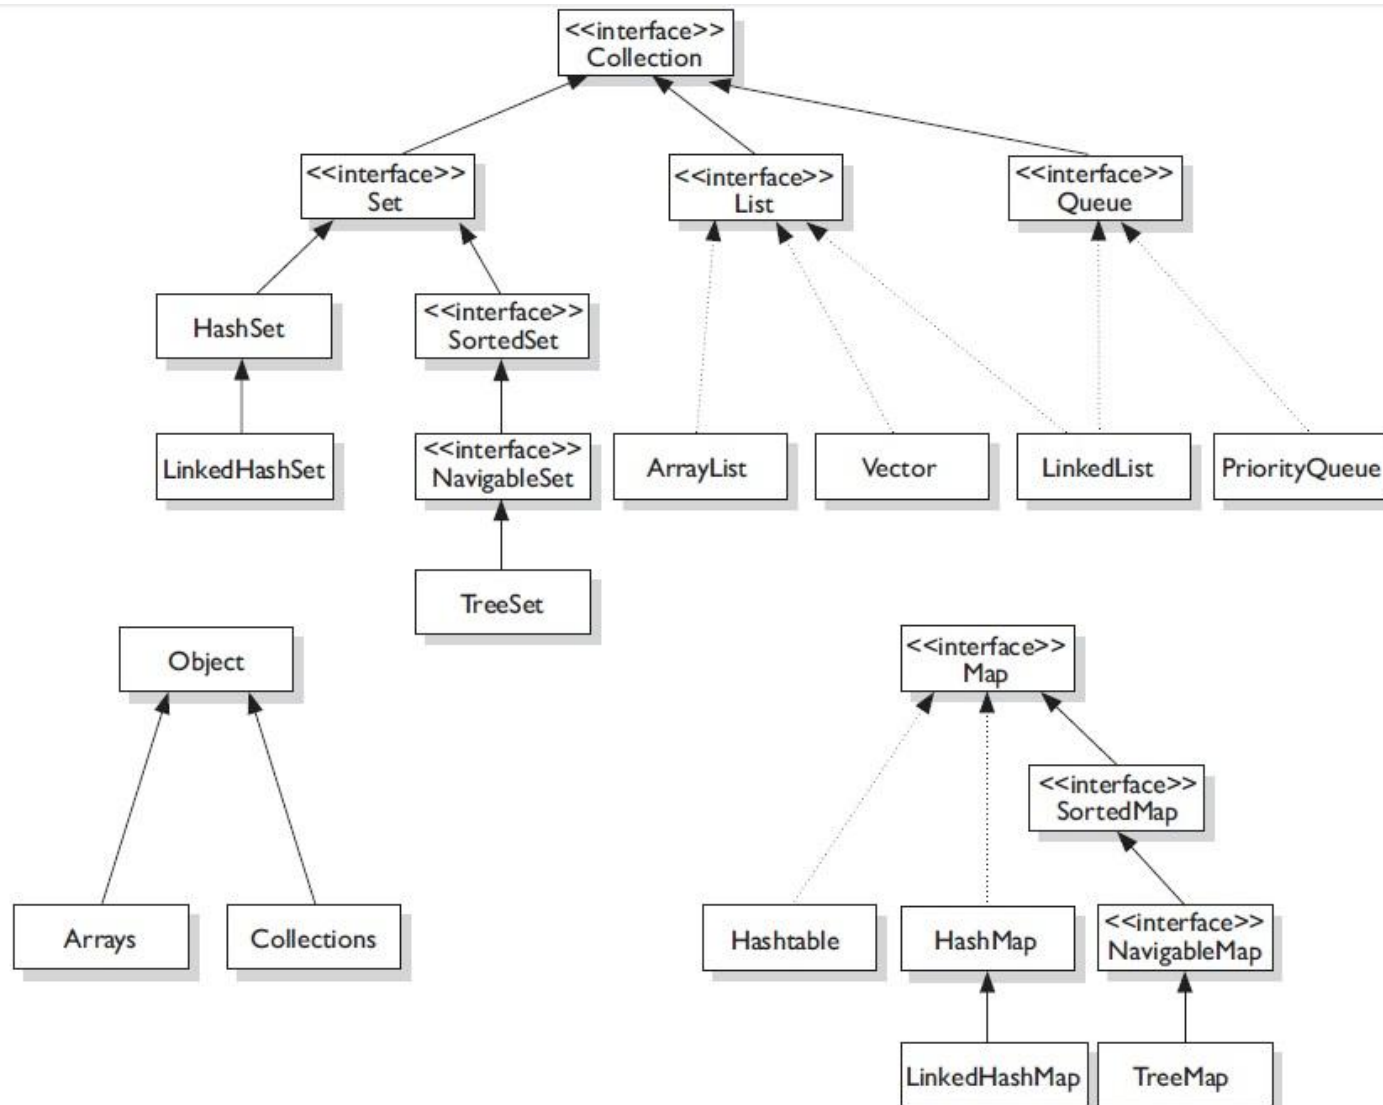 <<interface>>
Collection
<<interface>>
Set
<<interface>>
List
<<interface>>
Queue
HashSet
<<interface>>
SortedSet
LinkedHashSet
<<interface>>
NavigableSet
ArrayList
Vector
LinkedList
PriorityQueue
TreeSet
Object
<<interface>>
Map
<<interface>>
SortedMap
Arrays
Collections
Hashtable
HashMap
<<interface>>
NavigableMap
LinkedHashMap
TreeMap